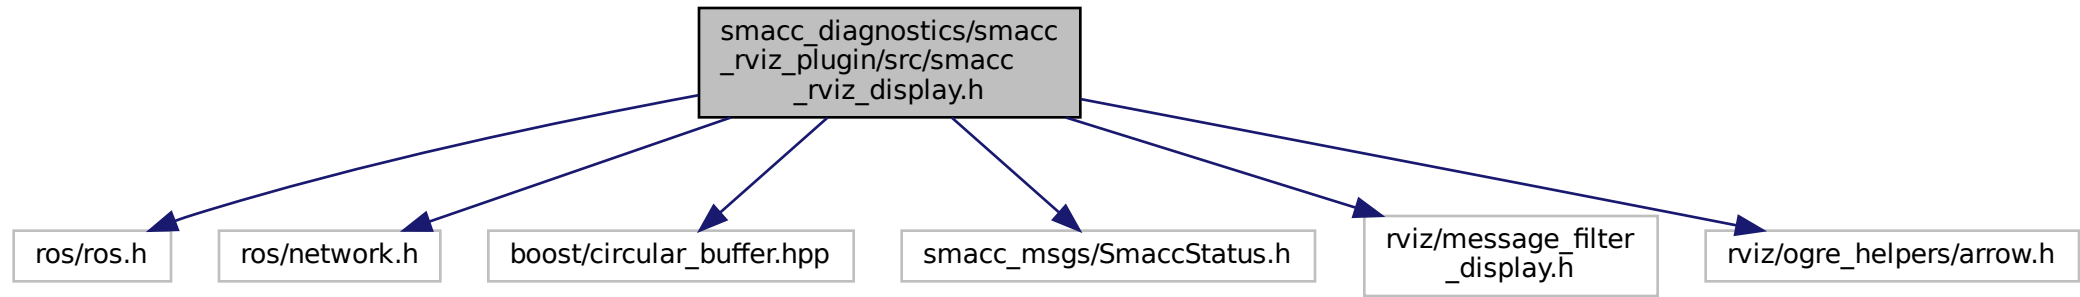 smacc_diagnostics/smacc
_rviz_plugin/src/smacc
_rviz_display.h
ros/ros.h
ros/network.h
boost/circular_buffer.hpp
smacc_msgs/SmaccStatus.h
rviz/message_filter
_display.h
rviz/ogre_helpers/arrow.h